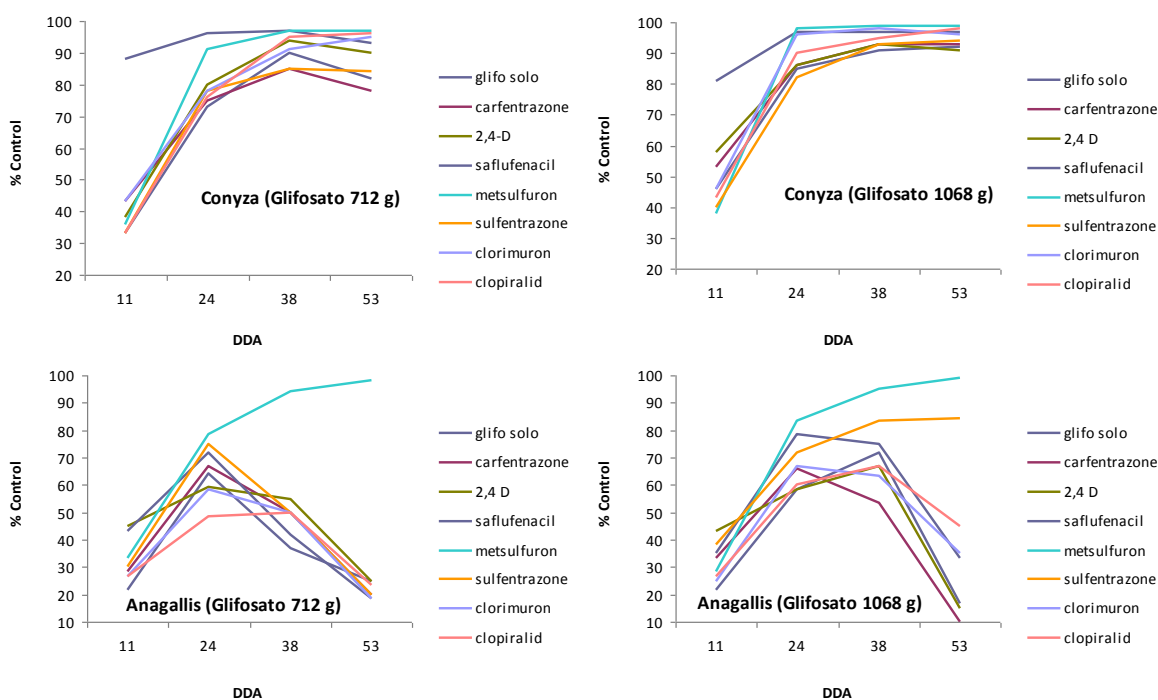 100
90
80
70
60
50
40
30
20
% Control
11 24 38 53
DDA
Conyza (Glifosato 712 g)
glifo solo
carfentrazone
2,4-D
saflufenacil
metsulfuron
sulfentrazone
clorimuron
clopiralid
100
90
80
70
60
50
40
30
20
% Control
11 24 38 53
DDA
Conyza (Glifosato 1068 g)
glifo solo
carfentrazone
2,4 D
saflufenacil
metsulfuron
sulfentrazone
clorimuron
clopiralid
100
90
80
70
60
50
40
30
20
10
% Control
11 24 38 53
DDA
Anagallis (Glifosato 712 g)
glifo solo
carfentrazone
2,4 D
saflufenacil
metsulfuron
sulfentrazone
clorimuron
clopiralid
100
90
80
70
60
50
40
30
20
10
% Control
11 24 38 53
DDA
Anagallis (Glifosato 1068 g)
glifo solo
carfentrazone
2,4 D
saflufenacil
metsulfuron
sulfentrazone
clorimuron
clopiralid